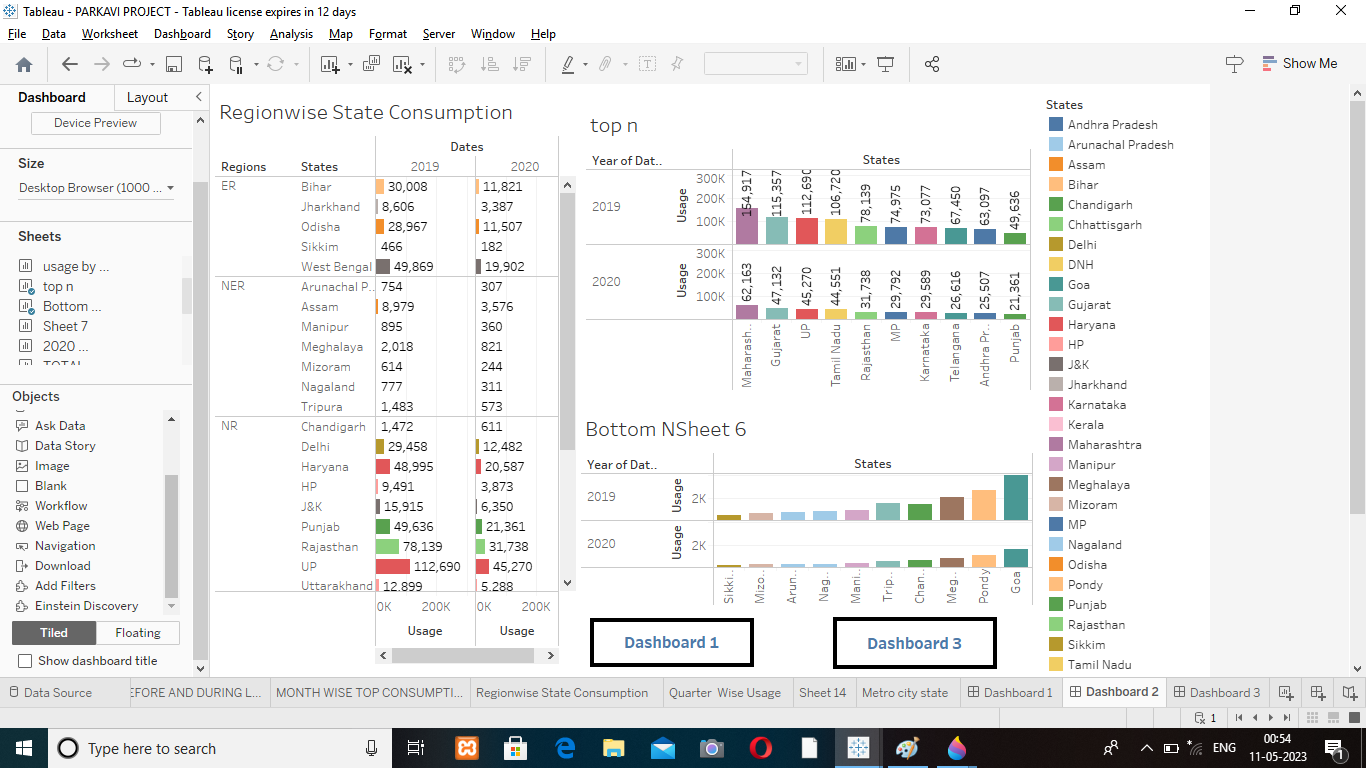 Tableau - PARKAVI PROJECT - Tableau license expires in 12 days
File Data Worksheet Dashboard Story Analysis Map Format Server Window Help
Show Me
Dashboard Layout
Device Preview
Size
Desktop Browser (1000 ...
Sheets
usage by ...
top n
Bottom ...
Sheet 7
2020 ...
Objects
Ask Data
Data Story
Image
Blank
Workflow
Web Page
Navigation
Download
Add Filters
Einstein Discovery
Tiled Floating
Show dashboard title
Regionwise State Consumption
Dates
Regions States 2019 2020
ER Bihar 30,008 11,821
Jharkhand 8,606 3,387
Odisha 28,967 11,507
Sikkim 466 182
West Bengal 49,869 19,902
NER Arunachal P.. 754 307
Assam 8,979 3,576
Manipur 895 360
Meghalaya 2,018 821
Mizoram 614 244
Nagaland 777 311
Tripura 1,483 573
NR Chandigarh 1,472 611
Delhi 29,458 12,482
Haryana 48,995 20,587
HP 9,491 3,873
J&K 15,915 6,350
Punjab 49,636 21,361
Rajasthan 78,139 31,738
UP 112,690 45,270
Uttarakhand 12,899 5,288
0K 200K 0K 200K
Usage Usage
top n
Year of Dat.. States
2019 Usage 300K 200K 100K
154,917 115,357 112,690 106,720 78,139 74,975 73,077 67,450 63,097 49,636
2020 Usage 300K 200K 100K
62,163 47,132 45,270 44,551 31,738 29,792 29,589 26,616 25,507 21,361
Maharash.. Gujarat UP Tamil Nadu Rajasthan MP Karnataka Telangana Andhra Pr.. Punjab
Bottom NSheet 6
Year of Dat.. States
2019 Usage 2K
2020 Usage 2K
Sikki.. Mizo.. Arun.. Nag.. Mani.. Trip.. Chan.. Meg.. Pondy Goa
Dashboard 1 Dashboard 3
States
Andhra Pradesh
Arunachal Pradesh
Assam
Bihar
Chandigarh
Chhattisgarh
Delhi
DNH
Goa
Gujarat
Haryana
HP
J&K
Jharkhand
Karnataka
Kerala
Maharashtra
Manipur
Meghalaya
Mizoram
MP
Nagaland
Odisha
Pondy
Punjab
Rajasthan
Sikkim
Tamil Nadu
Data Source EFORE AND DURING L... MONTH WISE TOP CONSUMPTI... Regionwise State Consumption Quarter Wise Usage Sheet 14 Metro city state Dashboard 1 Dashboard 2 Dashboard 3
1
Type here to search
ENG
00:54
11-05-2023
1